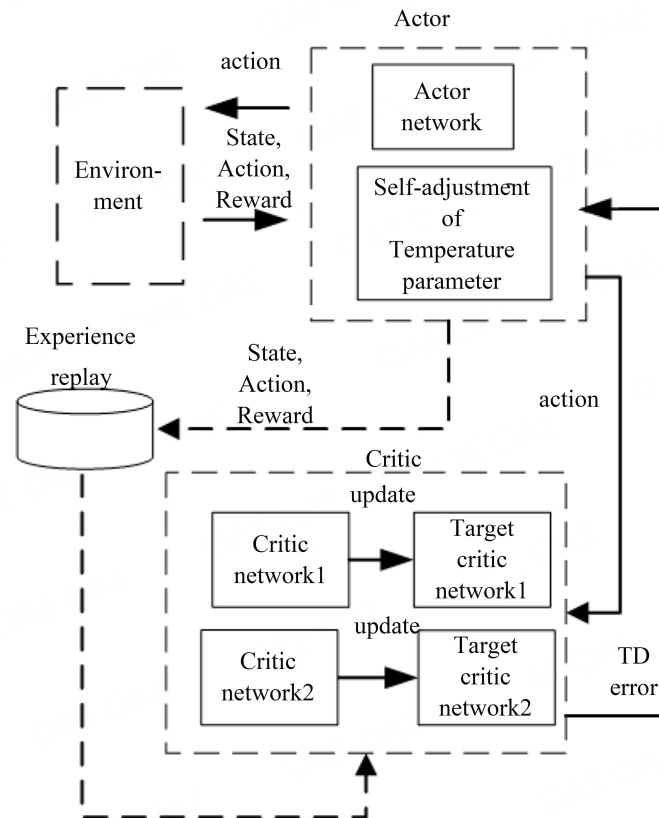 Actor
action
Actor
network
State,
Action,
Reward
Environ-
ment
Self-adjustment
of
Temperature
parameter
Experience
replay
State,
Action,
Reward
action
Critic
update
Critic
network1
Target
critic
network1
update
Critic
network2
Target
critic
network2
TD
error